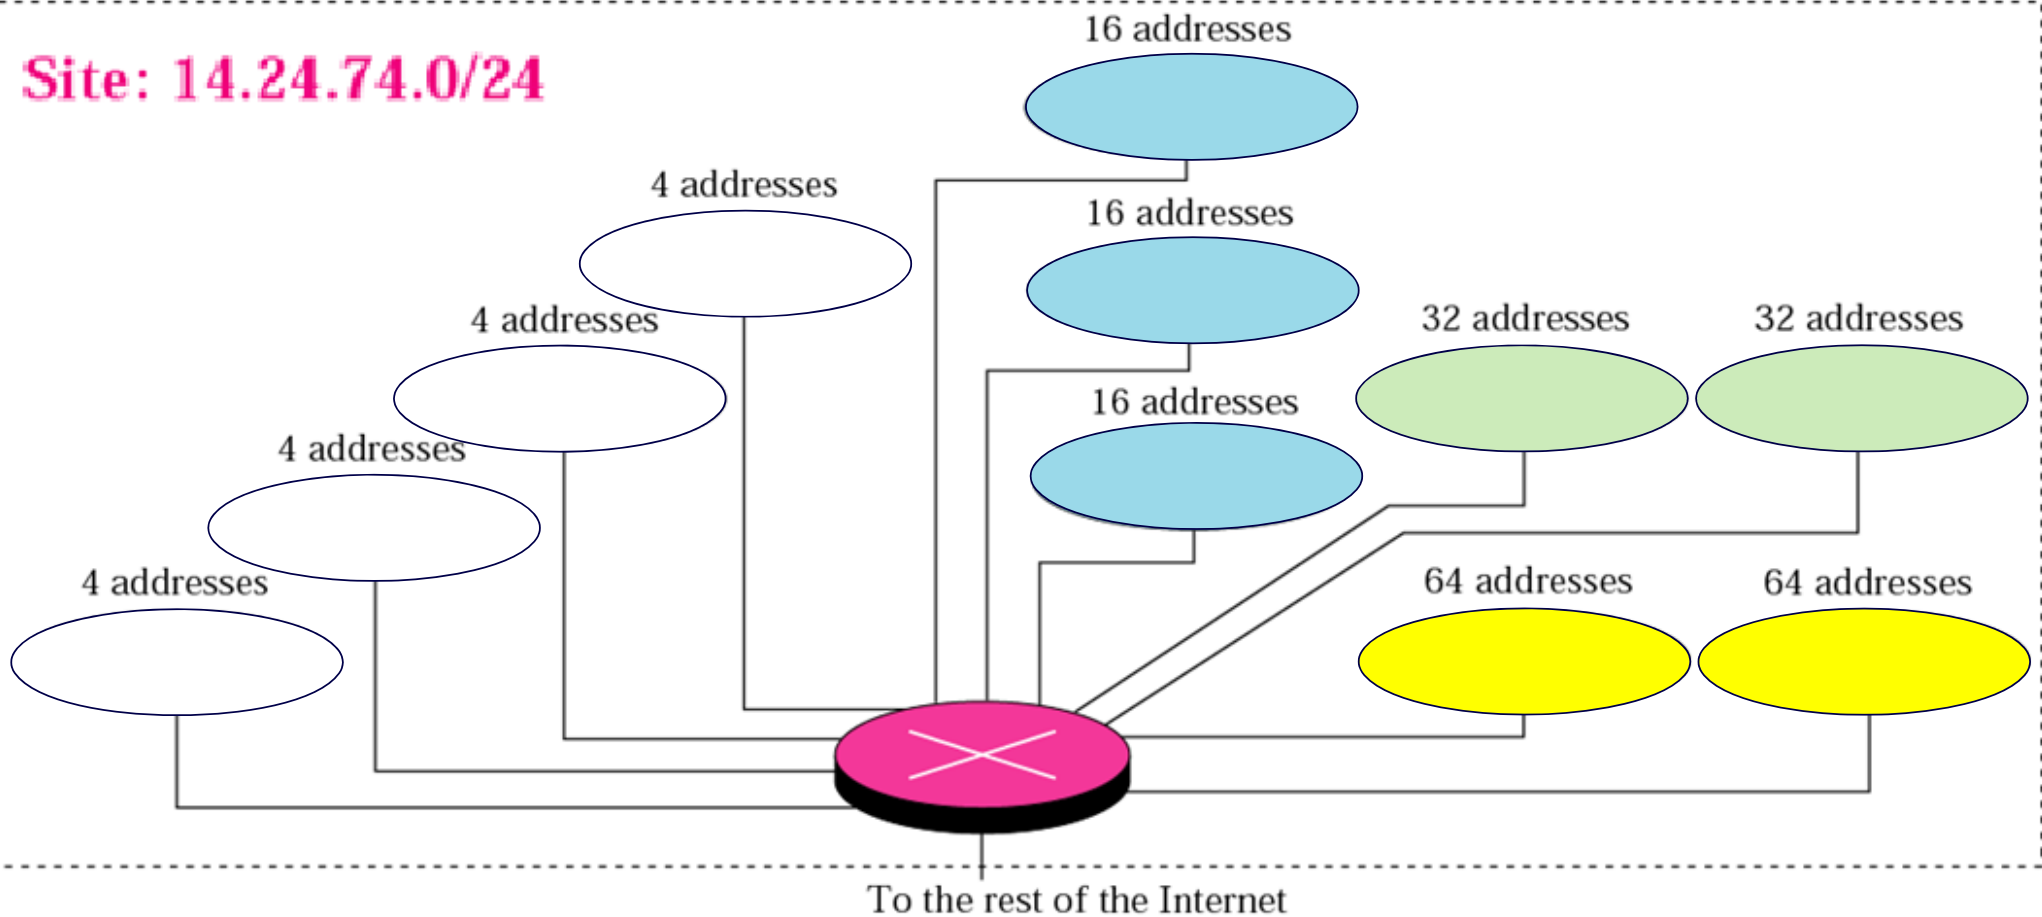 16 addresses
Site: 14.24.74.0/24
4 addresses
16 addresses
4 addresses
32 addresses
32 addresses
16 addresses
4 addresses
4 addresses
64 addresses
64 addresses
To the rest of the Internet